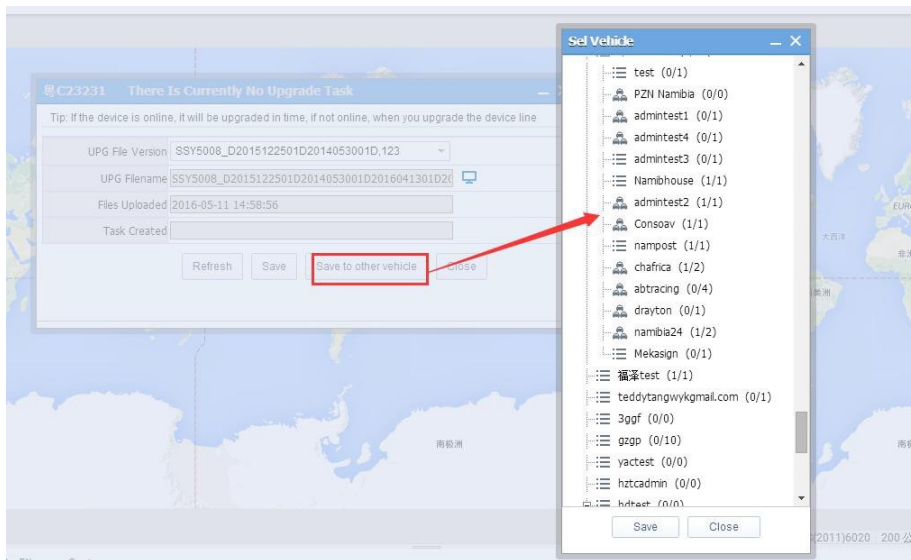 粤C23231 There Is Currently No Upgrade Task
Tip: If the device is online, it will be upgraded in time, if not online, when you upgrade the device line
UPG File Version SSY5008_D2015122501D2014053001D,123
UPG Filename SSY5008_D2015122501D2014053001D2016041301D20
Files Uploaded 2016-05-11 14:58:56
Task Created
Refresh Save Save to other vehicle Close
Sel Vehicle
test (0/1)
PZN Namibia (0/0)
admintest1 (0/1)
admintest4 (0/1)
admintest3 (0/1)
Namibhouse (1/1)
admintest2 (1/1)
Consoav (1/1)
nampost (1/1)
chafrica (1/2)
abtracing (0/4)
drayton (0/1)
namibia24 (1/2)
Mekasign (0/1)
福泽test (1/1)
teddytangwykgmail.com (0/1)
3ggf (0/0)
gzgp (0/10)
yactest (0/0)
hztcadmin (0/0)
hdtest (0/0)
Save Close
大西洋
南极洲
南极洲
(2011)6020 200 公